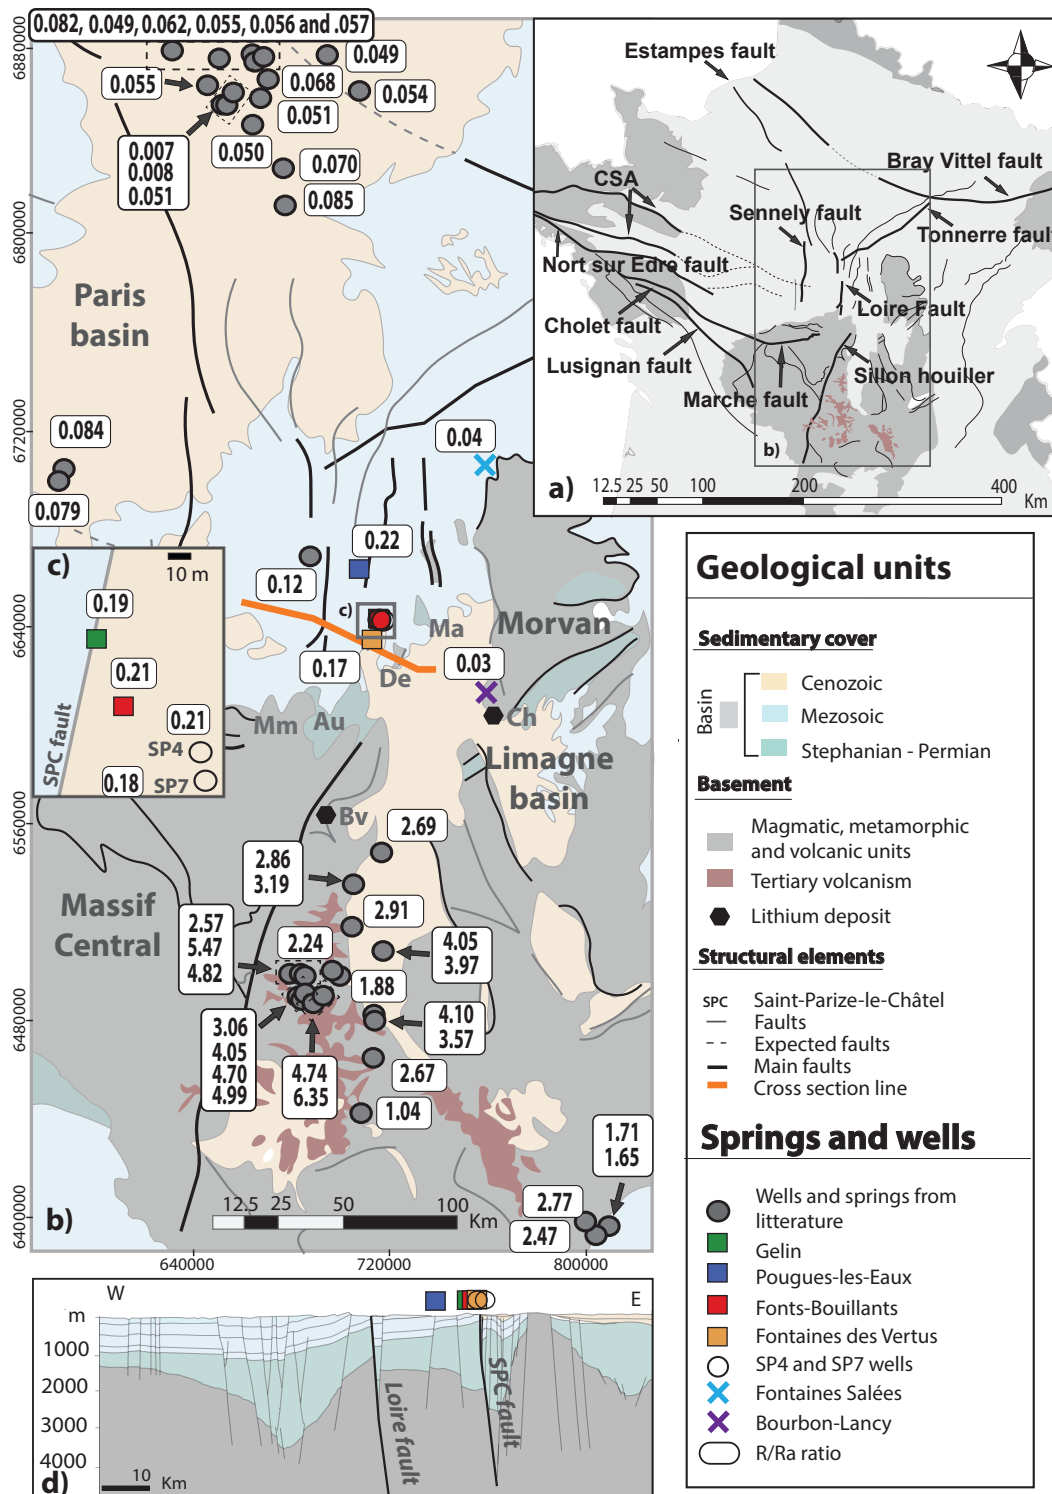 0.082, 0.049, 0.062, 0.055, 0.056 and .057
0.049
0.055
0.068
0.054
0.051
0.007
0.008
0.051
0.050
0.070
0.085
Paris
basin
0.084
0.079
0.04
0.22
0.12
c)
0.17
De
Ma
Morvan
0.03
Ch
Mm
Au
Limagne
basin
Bv
2.69
2.86
3.19
Massif
Central
2.91
2.57
5.47
4.82
2.24
4.05
3.97
1.88
4.10
3.57
3.06
4.05
4.70
4.99
4.74
6.35
2.67
1.04
1.71
1.65
2.77
2.47
b)
12.5
25
50
100
Km
6880000
6800000
6720000
6640000
6560000
6480000
6400000
640000
720000
800000
Estampes fault
Bray Vittel fault
CSA
Sennely fault
Tonnerre fault
Nort sur Edre fault
Loire Fault
Cholet fault
Lusignan fault
Sillon houiller
Marche fault
b)
a)
12.5 25 50 100 200 400
Km
c)
10 m
0.19
0.21
0.21
SP4
0.18
SP7
SPC fault
W
E
m
1000
2000
3000
4000
Loire fault
SPC fault
d)
10
Km
Geological units
Sedimentary cover
Basin
Cenozoic
Mezosoic
Stephanian - Permian
Basement
Magmatic, metamorphic
and volcanic units
Tertiary volcanism
Lithium deposit
Structural elements
SPC Saint-Parize-le-Châtel
Faults
Expected faults
Main faults
Cross section line
Springs and wells
Wells and springs from
litterature
Gelin
Pougues-les-Eaux
Fonts-Bouillants
Fontaines des Vertus
SP4 and SP7 wells
Fontaines Salées
Bourbon-Lancy
R/Ra ratio